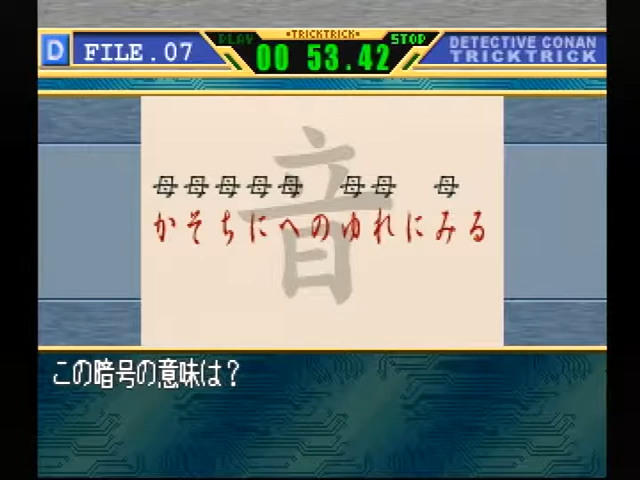 D FILE.07
PLAY TRICKTRICK STOP
00 53.42
DETECTIVE CONAN
TRICKTRICK
音
母母母母母 母母 母
かそちにへのゆれにみる
この暗号の意味は?